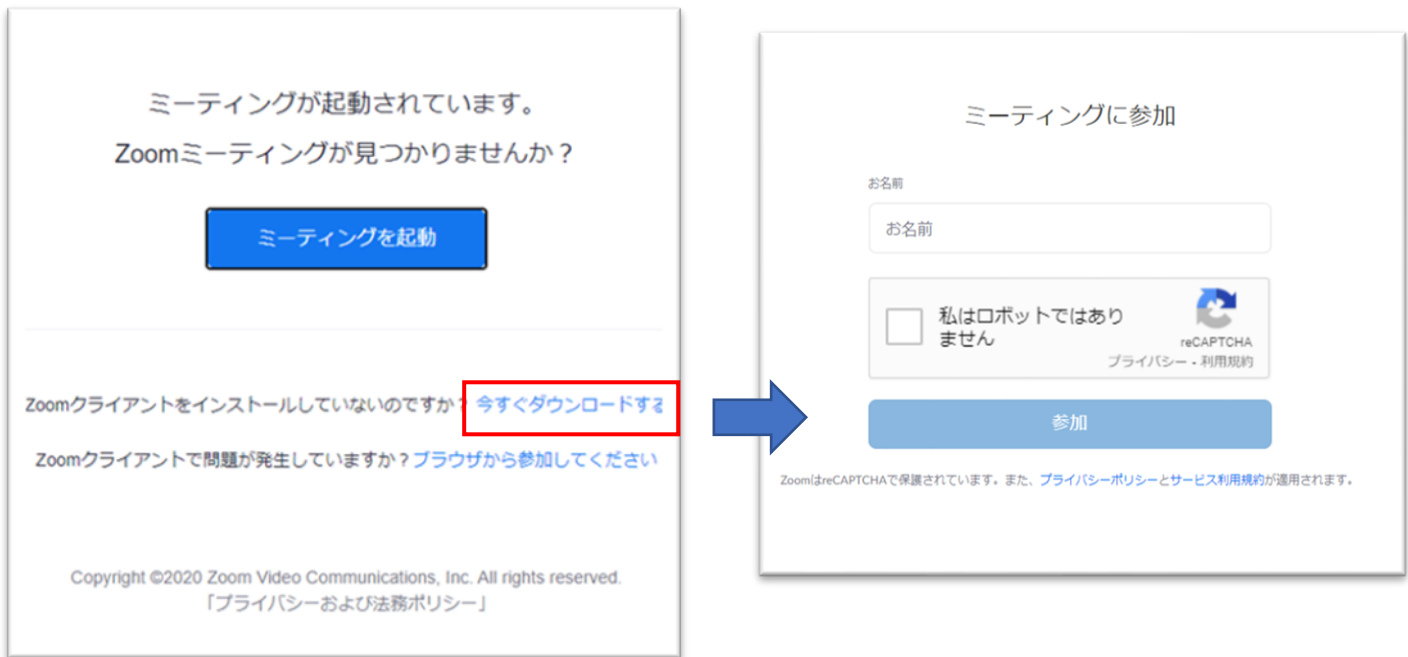 ミーティングが起動されています。
Zoomミーティングが見つかりませんか？
ミーティングを起動
Zoomクライアントをインストールしていないのですか？今すぐダウンロードする
Zoomクライアントで問題が発生していますか？ブラウザから参加してください
Copyright ©2020 Zoom Video Communications, Inc. All rights reserved.
「プライバシーおよび法務ポリシー」
ミーティングに参加
お名前
お名前
私はロボットではあり
ません
reCAPTCHA
プライバシー - 利用規約
参加
ZoomはreCAPTCHAで保護されています。また、プライバシーポリシーとサービス利用規約が適用されます。